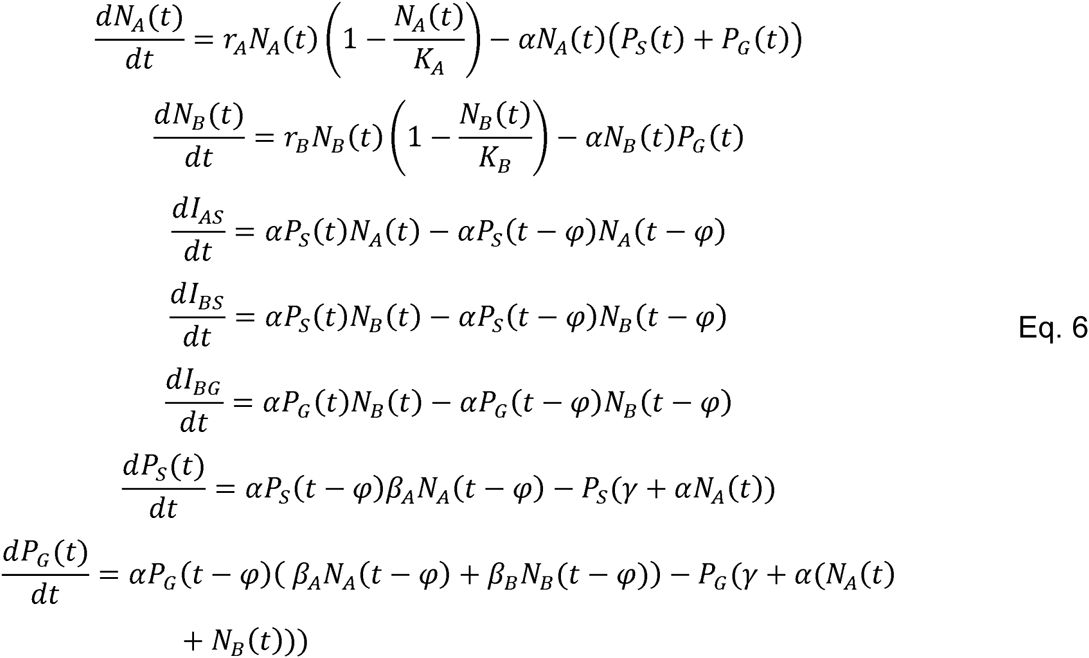 dN_A(t)/dt = r_A N_A(t) (1 − N_A(t)/K_A) − αN_A(t)(P_S(t) + P_G(t))
dN_B(t)/dt = r_B N_B(t) (1 − N_B(t)/K_B) − αN_B(t)P_G(t)
dI_AS/dt = αP_S(t)N_A(t) − αP_S(t − φ)N_A(t − φ)
dI_BS/dt = αP_S(t)N_B(t) − αP_S(t − φ)N_B(t − φ)
Eq. 6
dI_BG/dt = αP_G(t)N_B(t) − αP_G(t − φ)N_B(t − φ)
dP_S(t)/dt = αP_S(t − φ)β_A N_A(t − φ) − P_S(γ + αN_A(t))
dP_G(t)/dt = αP_G(t − φ)( β_A N_A(t − φ) + β_B N_B(t − φ)) − P_G(γ + α(N_A(t)
+ N_B(t)))